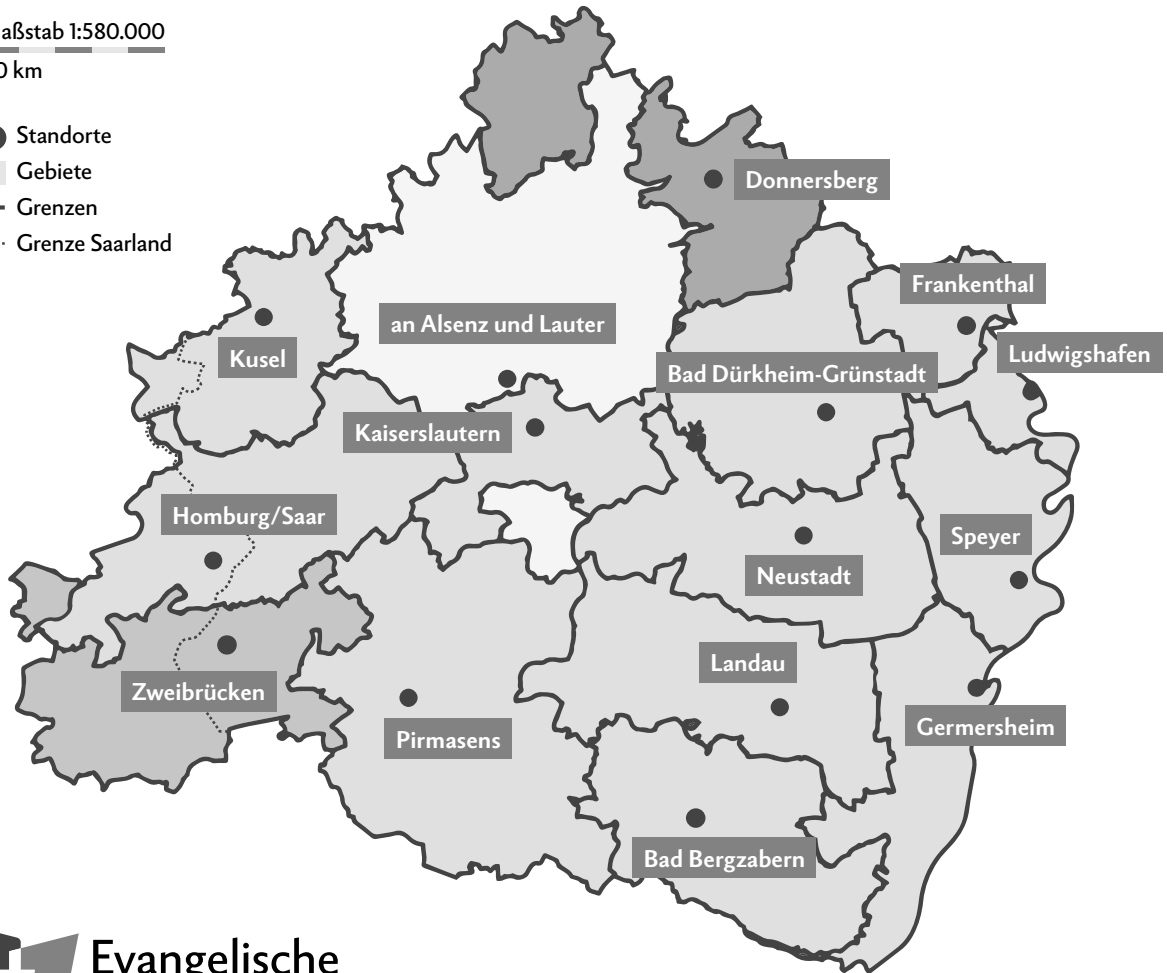 aßstab 1:580.000
0 km
Standorte
Gebiete
Grenzen
Grenze Saarland
Donnersberg
Frankenthal
an Alsenz und Lauter
Ludwigshafen
Kusel
Bad Dürkheim-Grünstadt
Kaiserslautern
Homburg/Saar
Speyer
Neustadt
Landau
Zweibrücken
Germersheim
Pirmasens
Bad Bergzabern
Evangelische